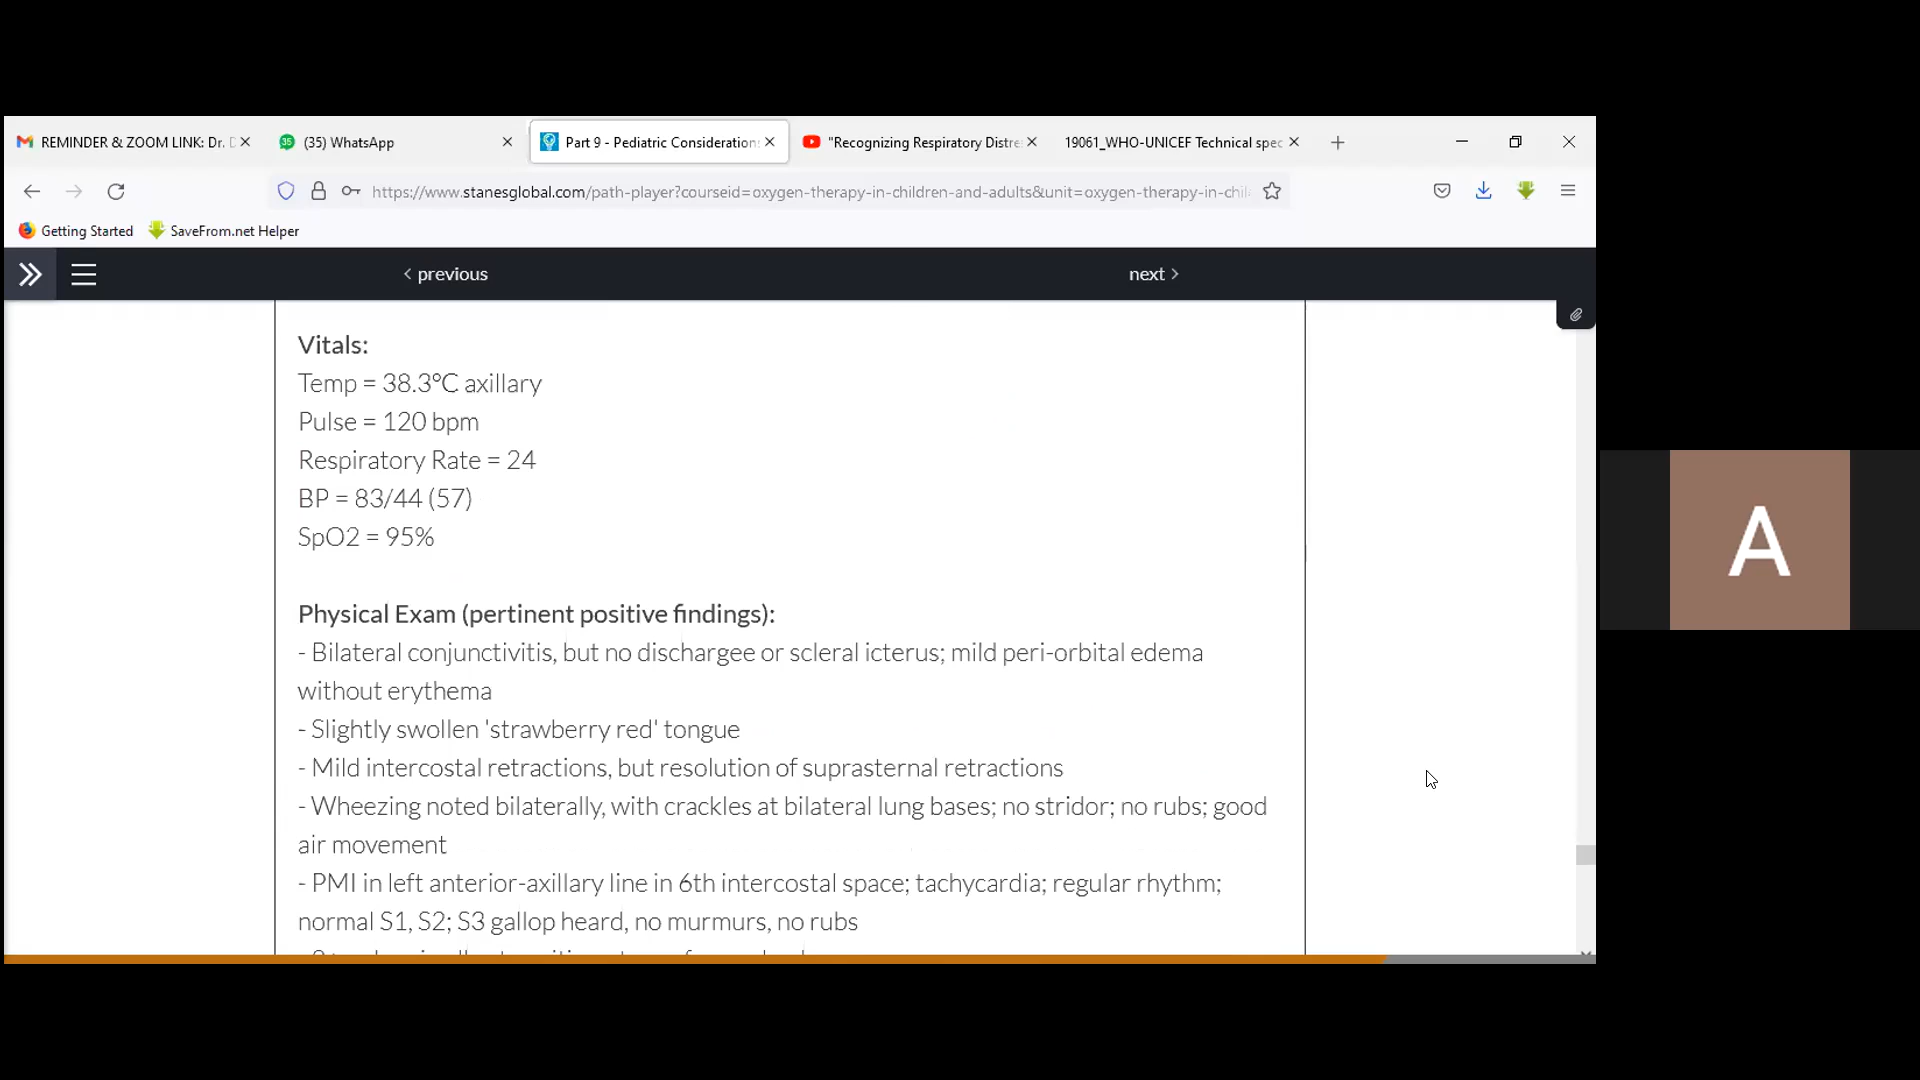 REMINDER & ZOOM LINK: Dr. D
(35) WhatsApp
Part 9 - Pediatric Consideration
"Recognizing Respiratory Distre
19061_WHO-UNICEF Technical spec
https://www.stanesglobal.com/path-player?courseid=oxygen-therapy-in-children-and-adults&unit=oxygen-therapy-in-chil
Getting Started
SaveFrom.net Helper
< previous
next >
Vitals:
Temp = 38.3°C axillary
Pulse = 120 bpm
Respiratory Rate = 24
BP = 83/44 (57)
SpO2 = 95%
Physical Exam (pertinent positive findings):
- Bilateral conjunctivitis, but no dischargee or scleral icterus; mild peri-orbital edema
without erythema
- Slightly swollen 'strawberry red' tongue
- Mild intercostal retractions, but resolution of suprasternal retractions
- Wheezing noted bilaterally, with crackles at bilateral lung bases; no stridor; no rubs; good
air movement
- PMI in left anterior-axillary line in 6th intercostal space; tachycardia; regular rhythm;
normal S1, S2; S3 gallop heard, no murmurs, no rubs
A